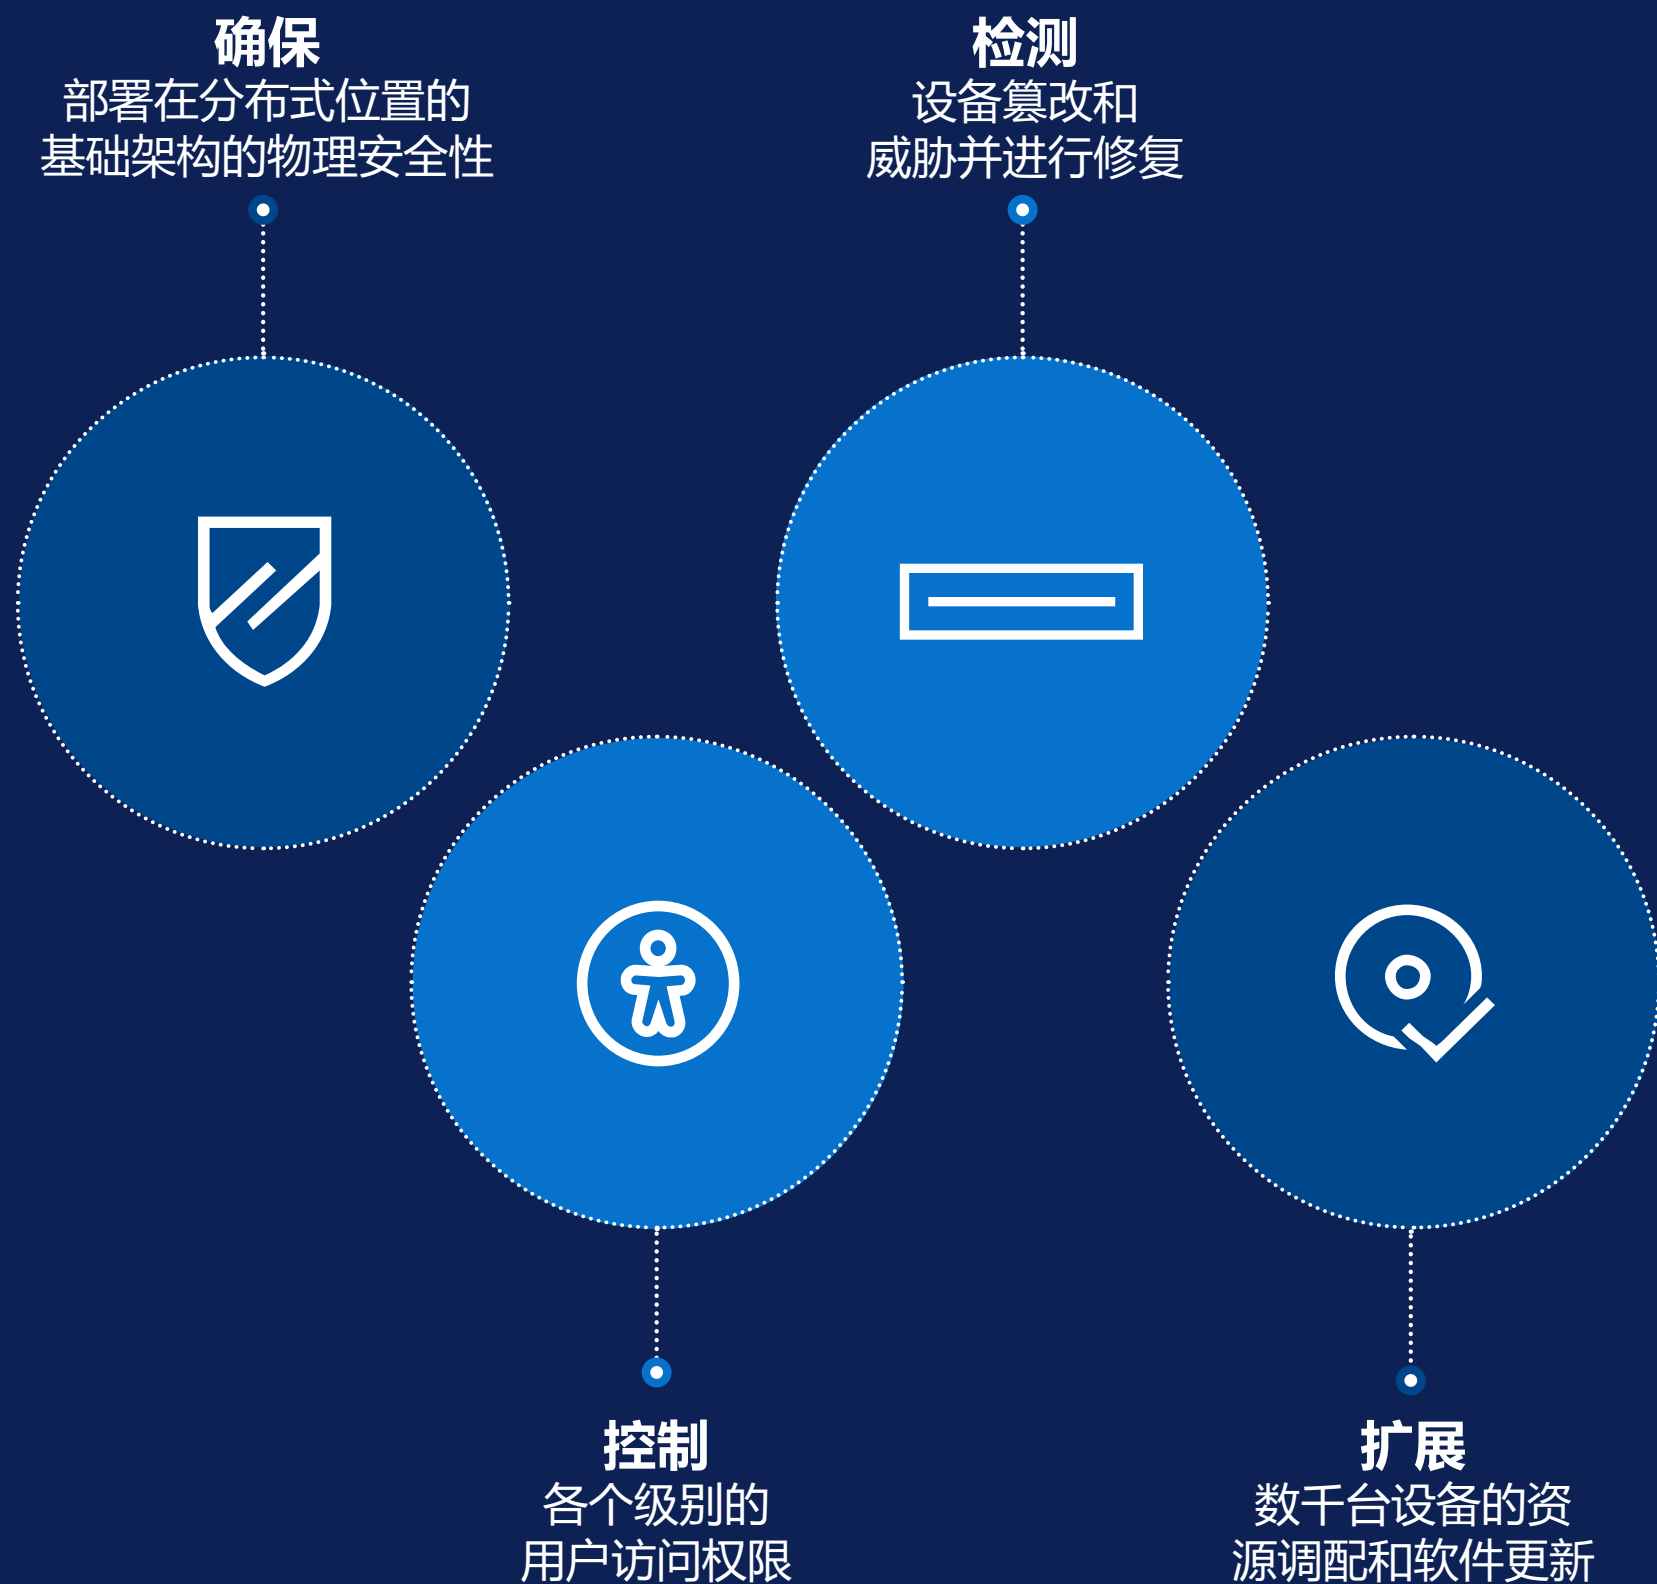 确保
部署在分布式位置的
基础架构的物理安全性
检测
设备篡改和
威胁并进行修复
控制
各个级别的
用户访问权限
扩展
数千台设备的资
源调配和软件更新